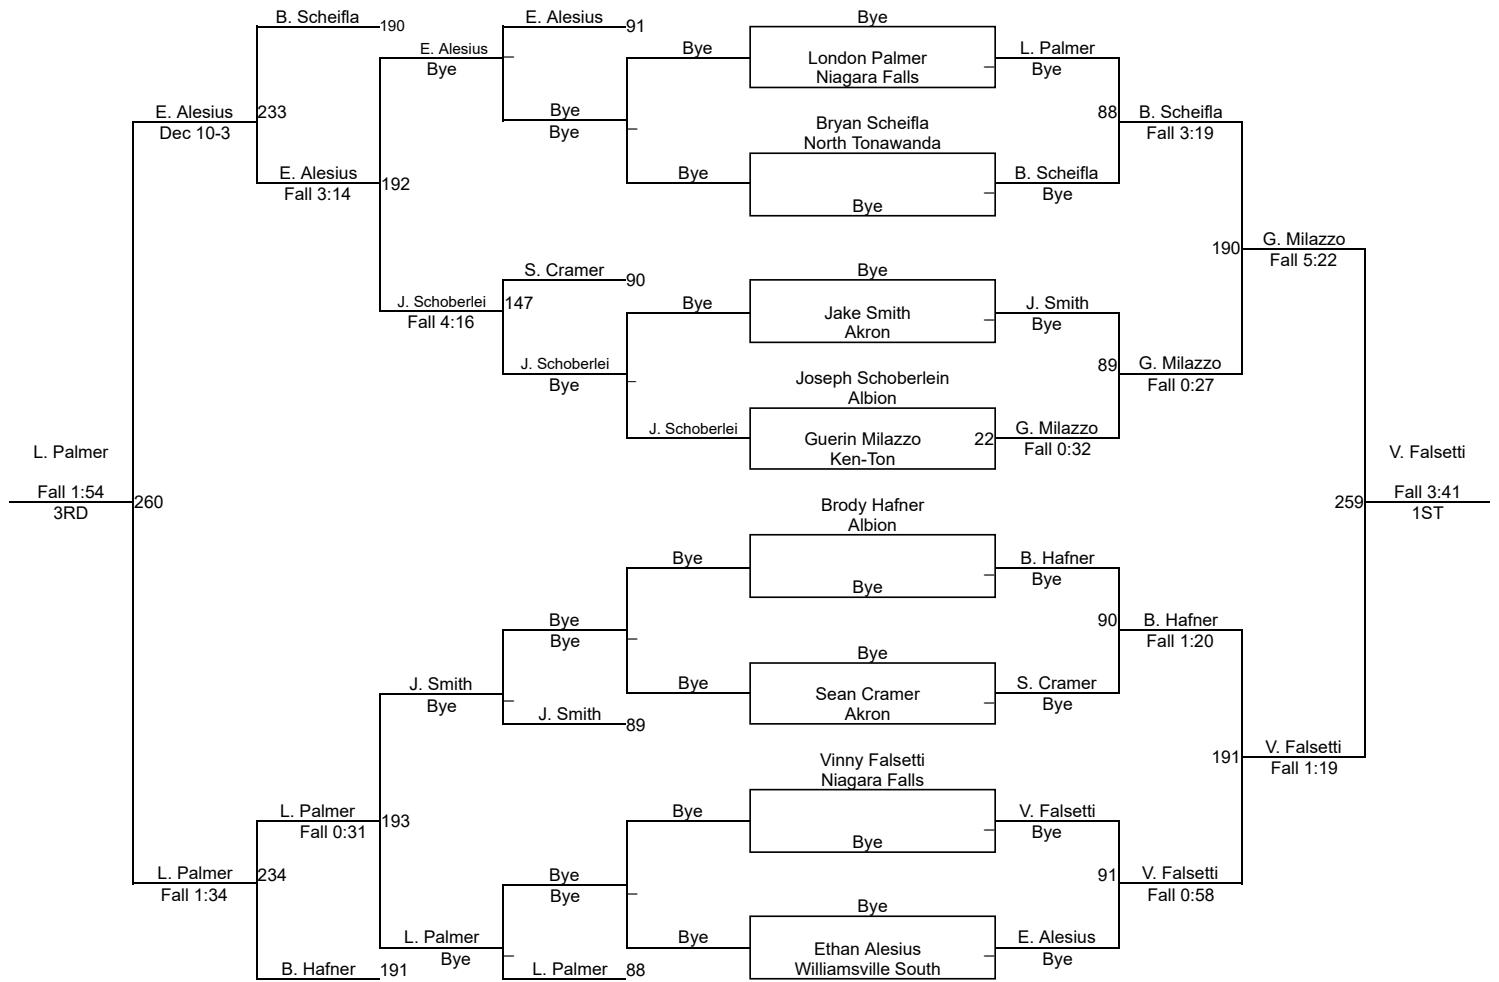 B. Scheifla
190
E. Alesius
91
Bye
E. Alesius
Bye
Bye
London Palmer
Niagara Falls
L. Palmer
Bye
E. Alesius
Dec 10-3
233
Bye
Bye
Bryan Scheifla
North Tonawanda
88
B. Scheifla
Fall 3:19
E. Alesius
Fall 3:14
192
Bye
Bye
B. Scheifla
Bye
190
G. Milazzo
Fall 5:22
S. Cramer
90
Bye
J. Schoberlei
Fall 4:16
147
Bye
Jake Smith
Akron
J. Smith
Bye
J. Schoberlei
Bye
Joseph Schoberlein
Albion
89
G. Milazzo
Fall 0:27
J. Schoberlei
Guerin Milazzo
Ken-Ton
22
G. Milazzo
Fall 0:32
L. Palmer
Fall 1:54
3RD
260
Brody Hafner
Albion
259
V. Falsetti
Fall 3:41
1ST
Bye
Bye
B. Hafner
Bye
Bye
Bye
90
B. Hafner
Fall 1:20
Bye
J. Smith
Bye
Bye
Sean Cramer
Akron
S. Cramer
Bye
J. Smith
89
Vinny Falsetti
Niagara Falls
191
V. Falsetti
Fall 1:19
L. Palmer
Fall 0:31
193
Bye
Bye
V. Falsetti
Bye
L. Palmer
Fall 1:34
234
Bye
Bye
91
V. Falsetti
Fall 0:58
Bye
L. Palmer
Bye
Bye
Ethan Alesius
Williamsville South
E. Alesius
Bye
B. Hafner
191
L. Palmer
88